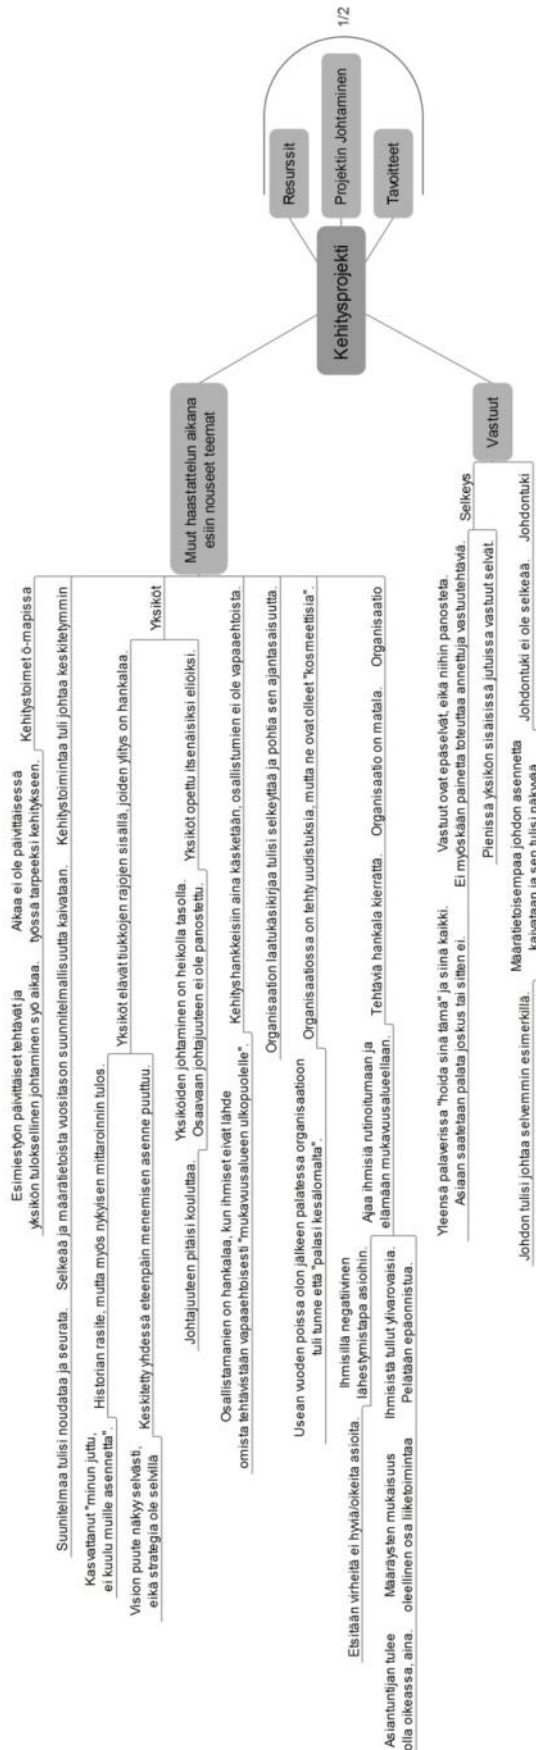 1/2
Resurssit
Projektin Johtaminen
Tavoitteet
Kehitysprojekti
Muut haastattelun aikana
esiin nouseet teemat
Kehitystoimet ö-mapissa
Aikaa ei ole päivittäisessä
työssä tarpeeksi kehitykseen.
Esimiestyön päivittäiset tehtävät ja
yksikön tuloksellinen johtaminen syö aikaa.
Kehitystoimintaa tuli johtaa keskitetymmin
Selkeää ja määrätietoista vuositason suunnitelmallisuutta kaivataan.
Suunitelmaa tulisi noudataa ja seurata.
Yksiköt
Yksiköt elävät tiukkojen rajojen sisällä, joiden ylitys on hankalaa.
Historian rasite, mutta myös nykyisen mittaroinnin tulos.
Kasvattanut "minun juttu,
ei kuulu muille asennetta".
Keskitetty yhdessä eteenpäin menemisen asenne puuttuu.
Vision puute näkyy selvästi,
eikä strategia ole selvillä
Yksiköt opettu itsenäisiksi eliöiksi.
Yksiköiden johtaminen on heikolla tasolla.
Osaavaan johtajuuteen ei ole panostettu.
Johtajuuteen pitäisi kouluttaa.
Kehityshankkeisiin aina käsketään, osallistumien ei ole vapaaehtoista.
Osallistamanien on hankalaa, kun ihmiset eivät lähde
omista tehtävistään vapaaehtoisesti "mukavuusalueen ulkopuolelle".
Organisaation laatukäsikirjaa tulisi selkeyttää ja pohtia sen ajantasaisuutta.
Organisaatiossa on tehty uudistuksia, mutta ne ovat olleet "kosmeettisia".
Usean vuoden poissa olon jälkeen palatessa organisaatioon
tuli tunne että "palasi kesälomalta".
Organisaatio
Organisaatio on matala.
Tehtäviä hankala kierrättä.
Ajaa ihmisiä rutinoitumaan ja
elämään mukavuusalueellaan.
Ihmisillä negatiivinen
lähestymistapa asioihin.
Etsitään virheitä ei hyviä/oikeita asioita.
Ihmisistä tullut ylivarovaisia.
Pelätään epäonnistua.
Määräysten mukaisuus
oleellinen osa liiketoimintaa
Asiantuntijan tulee
olla oikeassa, aina.
Vastuut
Selkeys
Vastuut ovat epäselvät, eikä niihin panosteta.
Ei myöskään painetta toteuttaa annettuja vastuutehtäviä.
Yleensä palaverissa "hoida sinä tämä" ja siinä kaikki.
Asiaan saatetaan palata joskus tai sitten ei.
Pienissä yksikön sisäisissä jutuissa vastuut selvät.
Johdontuki
Johdontuki ei ole selkeää.
Määrätietoisempaa johdon asennetta
kaivataan ja sen tulisi näkyvää
Johdon tulisi johtaa selvemmin esimerkillä.